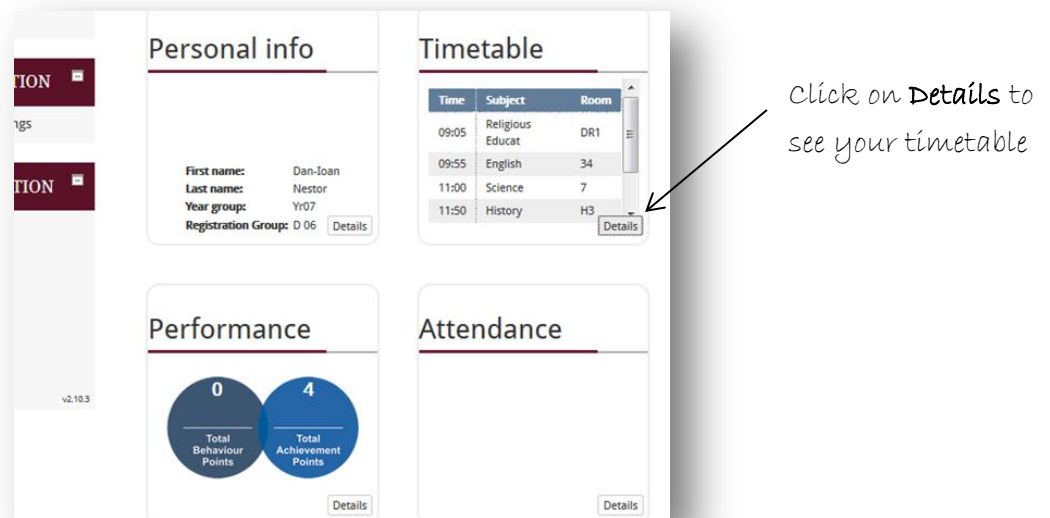 TION
ngs
TION
v2.10.3
Personal info
First name: Dan-Ioan
Last name: Nestor
Year group: Yr07
Registration Group: D 06 Details
Timetable
Time Subject Room
09:05 Religious Educat DR1
09:55 English 34
11:00 Science 7
11:50 History H3
Details
Click on Details to
see your timetable
Performance
0 4
Total Behaviour Points
Total Achievement Points
Details
Attendance
Details